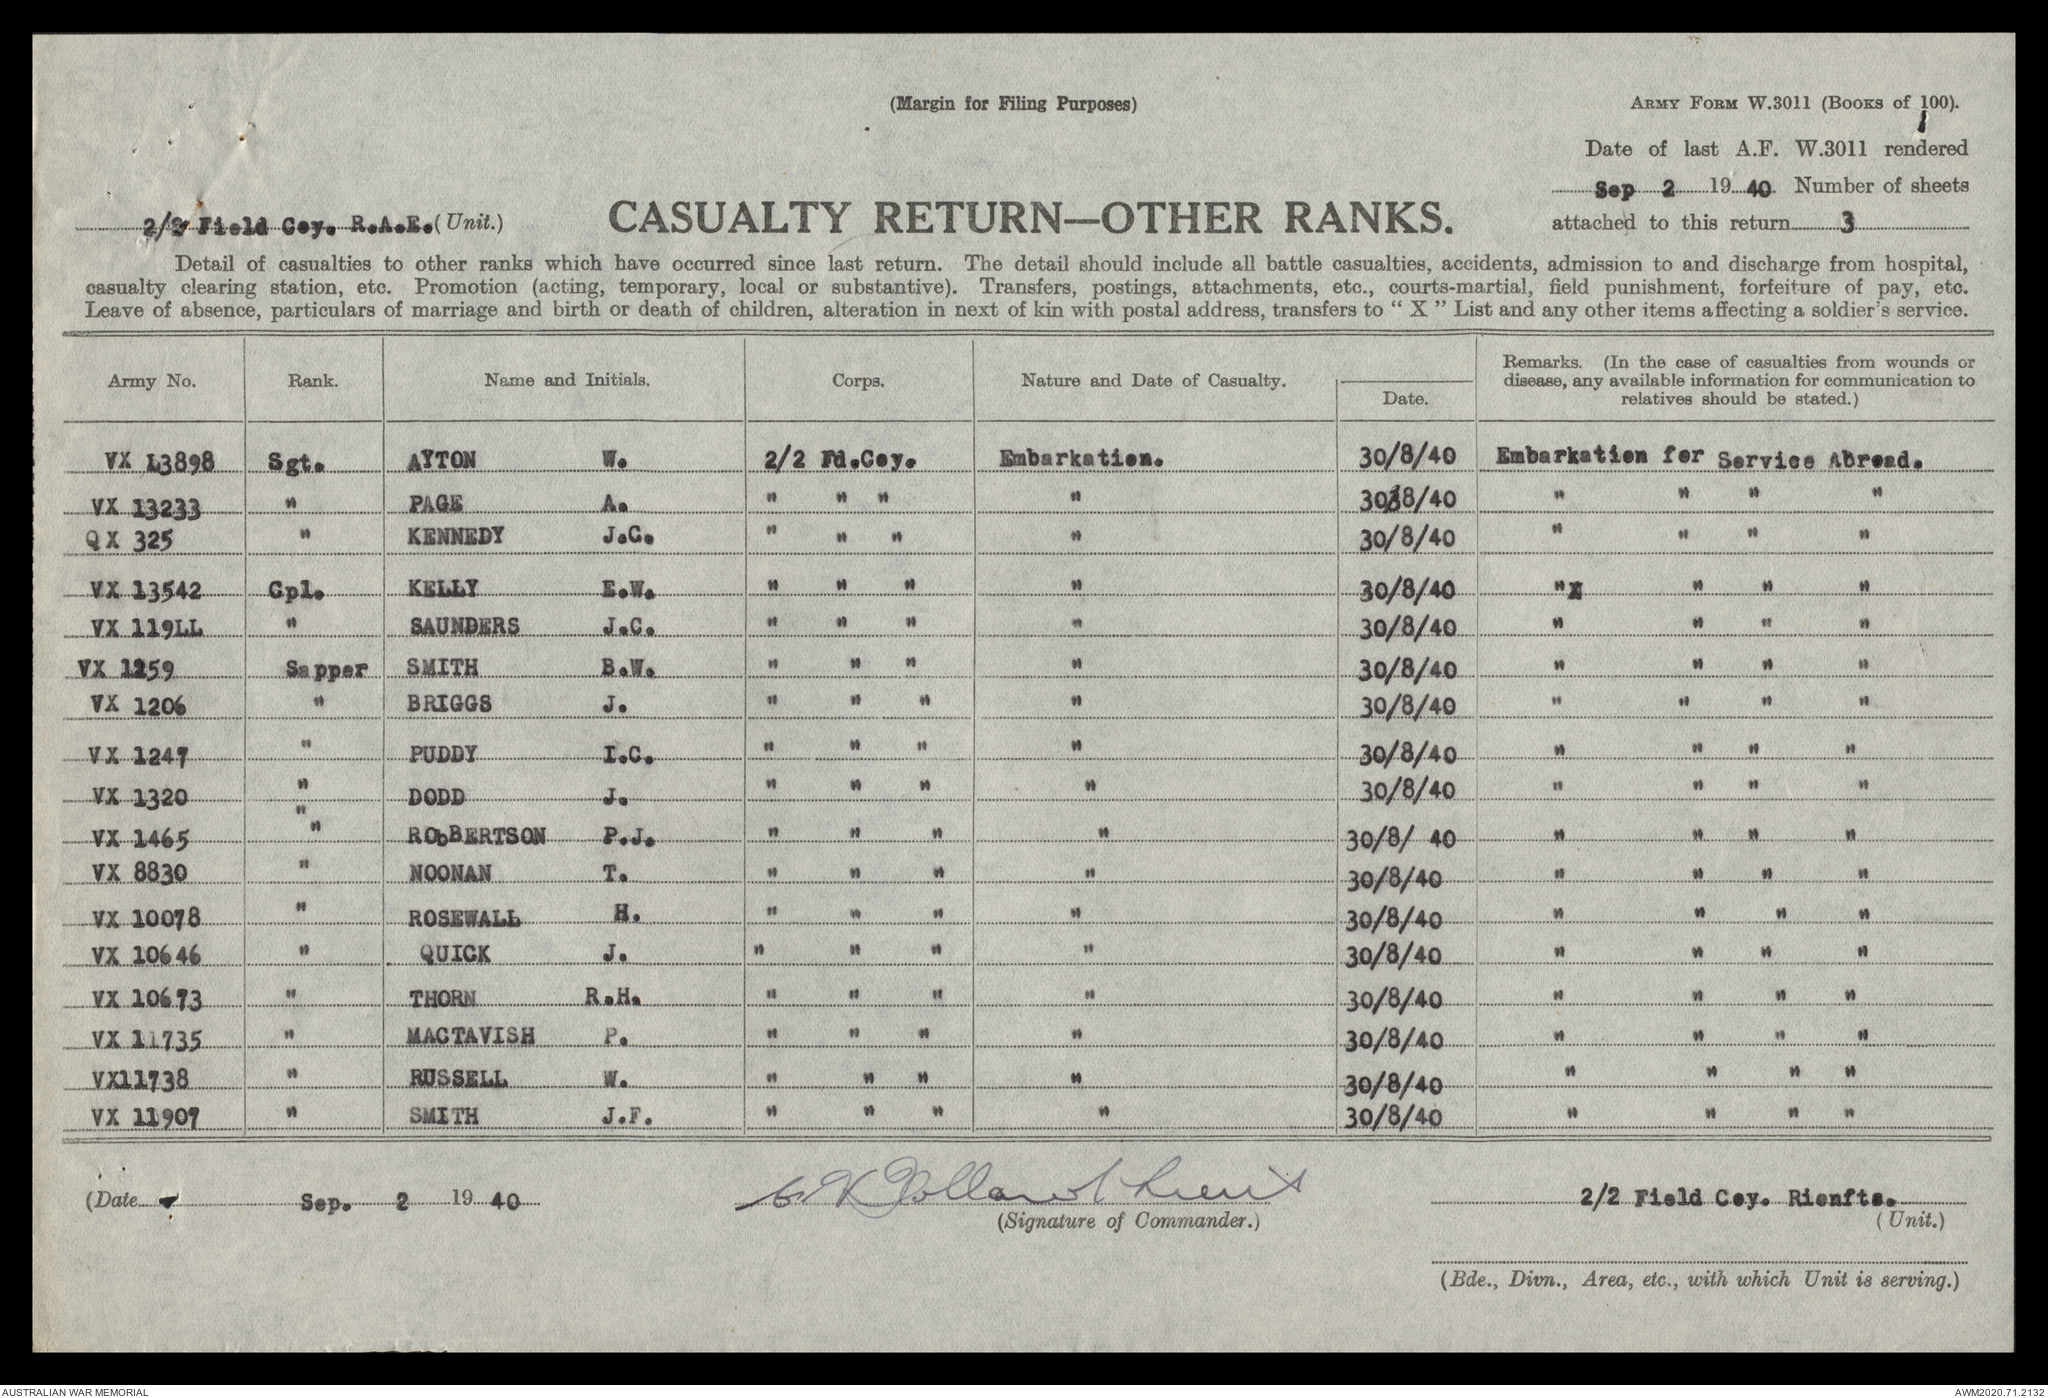 (Margin for Filing Purposes)
ARMY FORM W.3011 (BOOKS of 100).
Date of last A.F. W.3011 rendered
Sep 2 19 40 Number of sheets
attached to this return 3
2/2 Field Coy. R.A.E. (Unit.)
CASUALTY RETURN—OTHER RANKS.
Detail of casualties to other ranks which have occurred since last return. The detail should include all battle casualties, accidents, admission to and discharge from hospital,
casualty clearing station, etc. Promotion (acting, temporary, local or substantive). Transfers, postings, attachments, etc., courts-martial, field punishment, forfeiture of pay, etc.
Leave of absence, particulars of marriage and birth or death of children, alteration in next of kin with postal address, transfers to " X " List and any other items affecting a soldier's service.
Army No. Rank. Name and Initials. Corps. Nature and Date of Casualty. Date. Remarks. (In the case of casualties from wounds or
disease, any available information for communication to
relatives should be stated.)
VX L3898 Sgt. AYTON W. 2/2 Fd.Coy. Embarkation. 30/8/40 Embarkation for Service Abroad.
VX 13233 " PAGE A. " " " " 30/8/40 " " " "
QX 325 " KENNEDY J.C. " " " " 30/8/40 " " " "
VX 13542 Cpl. KELLY E.W. " " " " 30/8/40 "X " " "
VX 119LL " SAUNDERS J.C. " " " " 30/8/40 " " " "
VX 1259 Sapper SMITH B.W. " " " " 30/8/40 " " " "
VX 1206 " BRIGGS J. " " " " 30/8/40 " " " "
VX 1247 " PUDDY I.C. " " " " 30/8/40 " " " "
VX 1320 " DODD J. " " " " 30/8/40 " " " "
"
VX 1465 " RObBERTSON P.J. " " " " 30/8/ 40 " " " "
VX 8830 " NOONAN T. " " " " 30/8/40 " " " "
VX 10078 " ROSEWALL H. " " " " 30/8/40 " " " "
VX 10646 " QUICK J. " " " " 30/8/40 " " " "
VX 10673 " THORN R.H. " " " " 30/8/40 " " " "
VX 11735 " MACTAVISH P. " " " " 30/8/40 " " " "
VX11738 " RUSSELL W. " " " " 30/8/40 " " " "
VX 11907 " SMITH J.F. " " " " 30/8/40 " " " "
(Date Sep. 2 19 40
Lieut
(Signature of Commander.)
2/2 Field Coy. Rienfts.
(Unit.)
(Bde., Divn., Area, etc., with which Unit is serving.)
AUSTRALIAN WAR MEMORIAL
AWM2020.71.2132